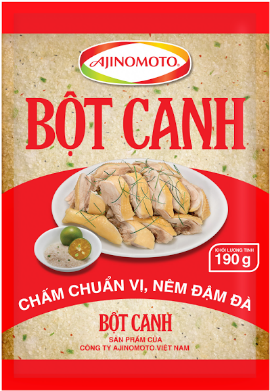 AJINOMOTO®
BỘT CANH
KHỐI LƯỢNG TỊNH
190 g
CHẤM CHUẨN VỊ, NÊM ĐẬM ĐÀ
BỘT CANH
SẢN PHẨM CỦA
CÔNG TY AJINOMOTO VIỆT NAM